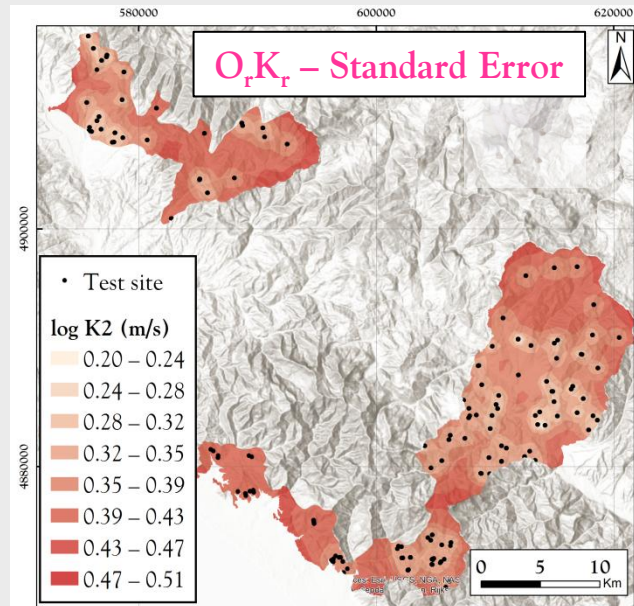 580000 600000 620000
OᵣKᵣ – Standard Error
N
4900000
4880000
Test site
log K2 (m/s)
0.20 – 0.24
0.24 – 0.28
0.28 – 0.32
0.32 – 0.35
0.35 – 0.39
0.39 – 0.43
0.43 – 0.47
0.47 – 0.51
0 5 10
Km
NGA,